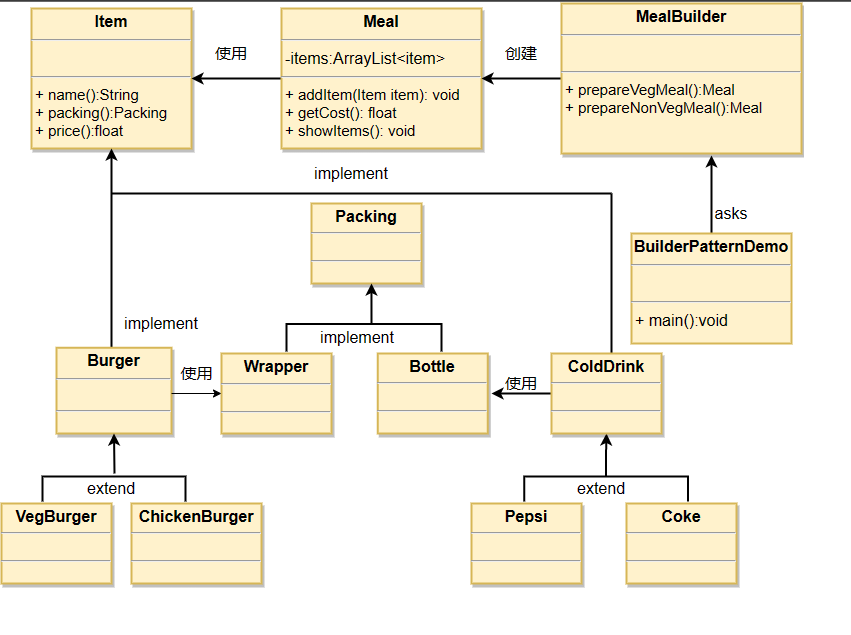 Item
+ name():String
+ packing():Packing
+ price():float
使用
Meal
-items:ArrayList<item>
+ addItem(Item item): void
+ getCost(): float
+ showItems(): void
创建
MealBuilder
+ prepareVegMeal():Meal
+ prepareNonVegMeal():Meal
implement
asks
Packing
BuilderPatternDemo
+ main():void
implement
implement
Burger
使用
Wrapper
Bottle
使用
ColdDrink
extend
extend
VegBurger
ChickenBurger
Pepsi
Coke